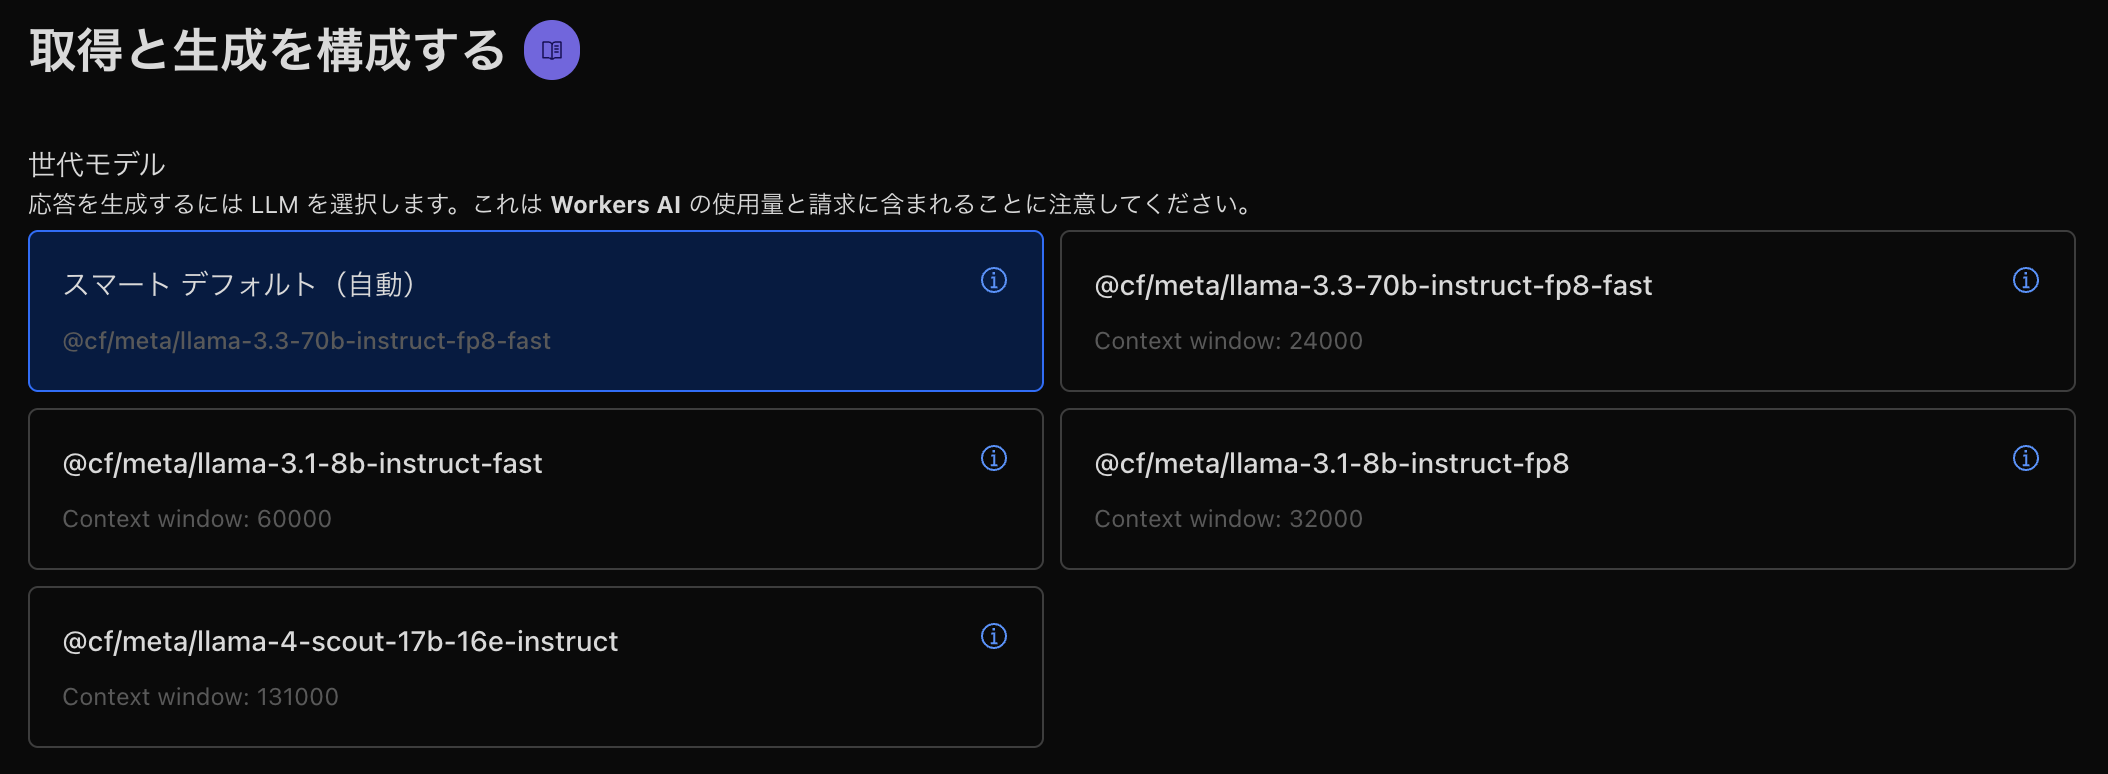 取得と生成を構成する
世代モデル
応答を生成するには LLM を選択します。これは Workers AI の使用量と請求に含まれることに注意してください。
スマート デフォルト（自動）
@cf/meta/llama-3.3-70b-instruct-fp8-fast
@cf/meta/llama-3.3-70b-instruct-fp8-fast
Context window: 24000
@cf/meta/llama-3.1-8b-instruct-fast
Context window: 60000
@cf/meta/llama-3.1-8b-instruct-fp8
Context window: 32000
@cf/meta/llama-4-scout-17b-16e-instruct
Context window: 131000